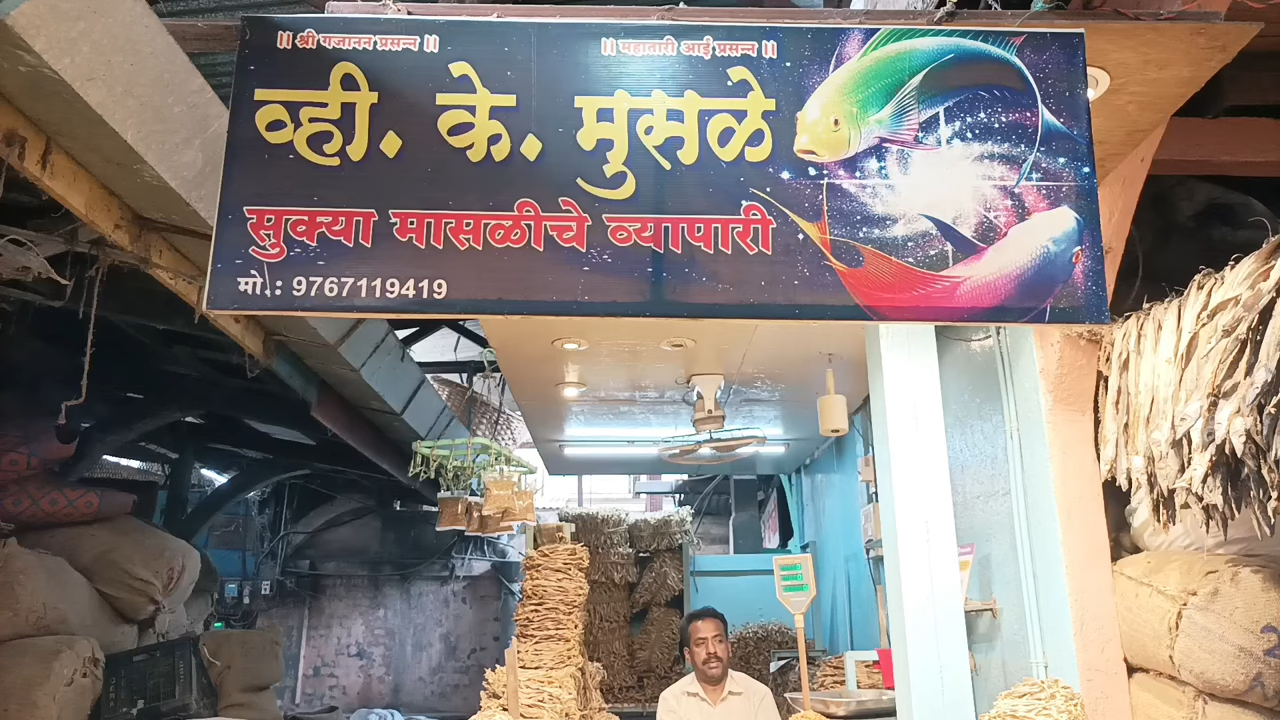 || श्री गजानन प्रसन्न ||
|| महातारी आई प्रसन्न ||
व्ही. के. मुसळे
सुक्या मासळीचे व्यापारी
मो.: 9767119419